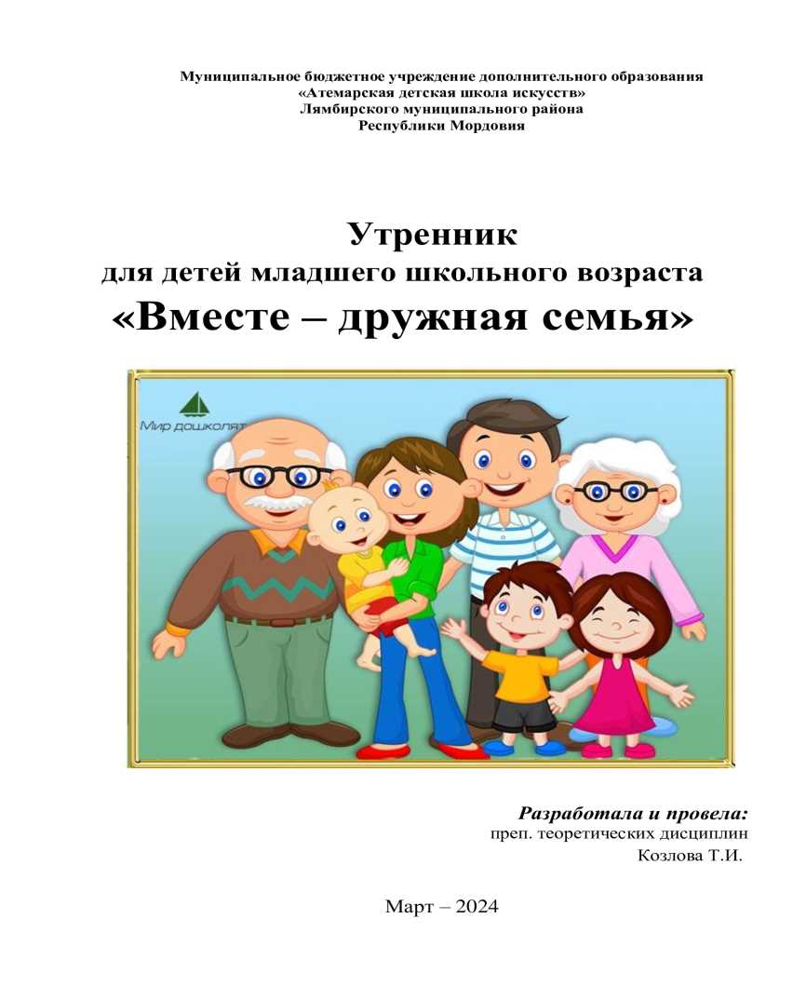 Муниципальное бюджетное учреждение дополнительного образования
«Атемарская детская школа искусств»
Лямбирского муниципального района
Республики Мордовия
Утренник
для детей младшего школьного возраста
«Вместе – дружная семья»
Мир дошколят
Разработала и провела:
преп. теоретических дисциплин
Козлова Т.И.
Март – 2024